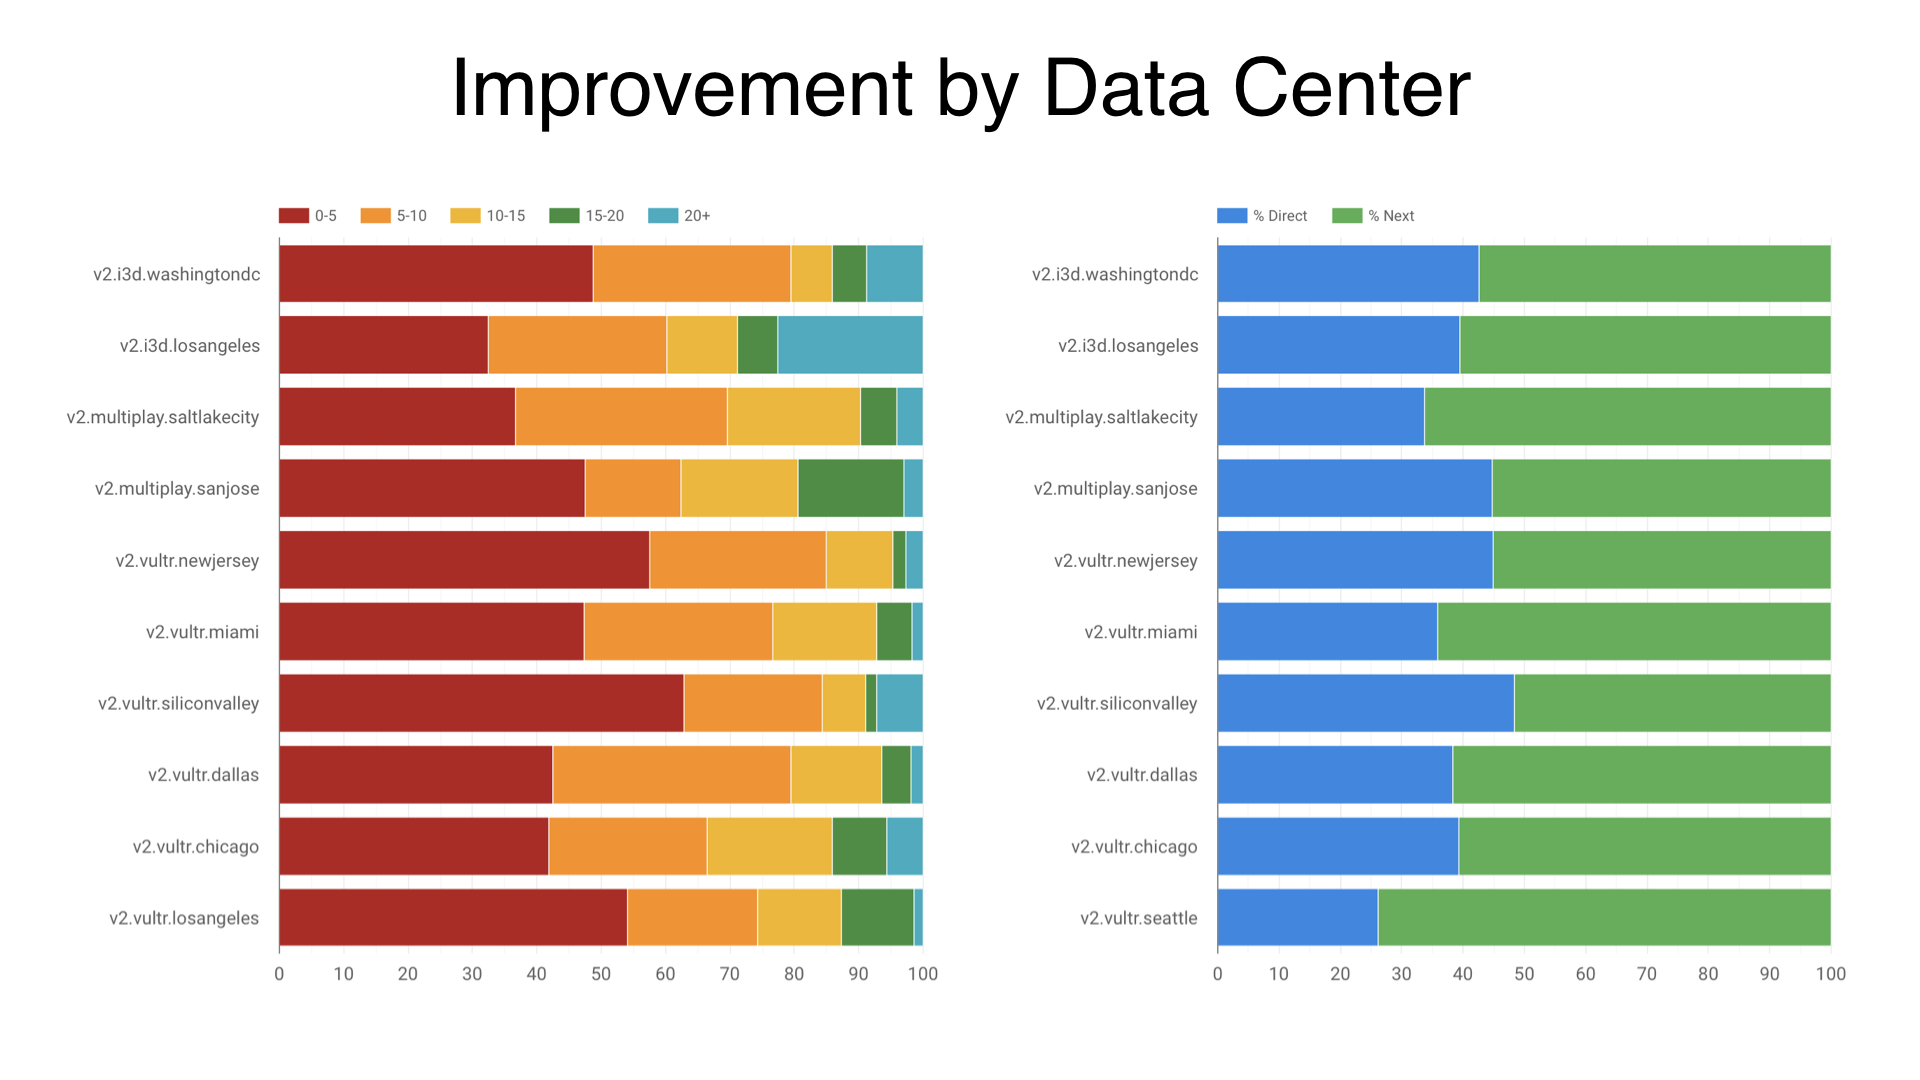 Improvement by Data Center
0-5 5-10 10-15 15-20 20+
v2.i3d.washingtondc
v2.i3d.losangeles
v2.multiplay.saltlakecity
v2.multiplay.sanjose
v2.vultr.newjersey
v2.vultr.miami
v2.vultr.siliconvalley
v2.vultr.dallas
v2.vultr.chicago
v2.vultr.losangeles
0 10 20 30 40 50 60 70 80 90 100
% Direct % Next
v2.i3d.washingtondc
v2.i3d.losangeles
v2.multiplay.saltlakecity
v2.multiplay.sanjose
v2.vultr.newjersey
v2.vultr.miami
v2.vultr.siliconvalley
v2.vultr.dallas
v2.vultr.chicago
v2.vultr.seattle
0 10 20 30 40 50 60 70 80 90 100